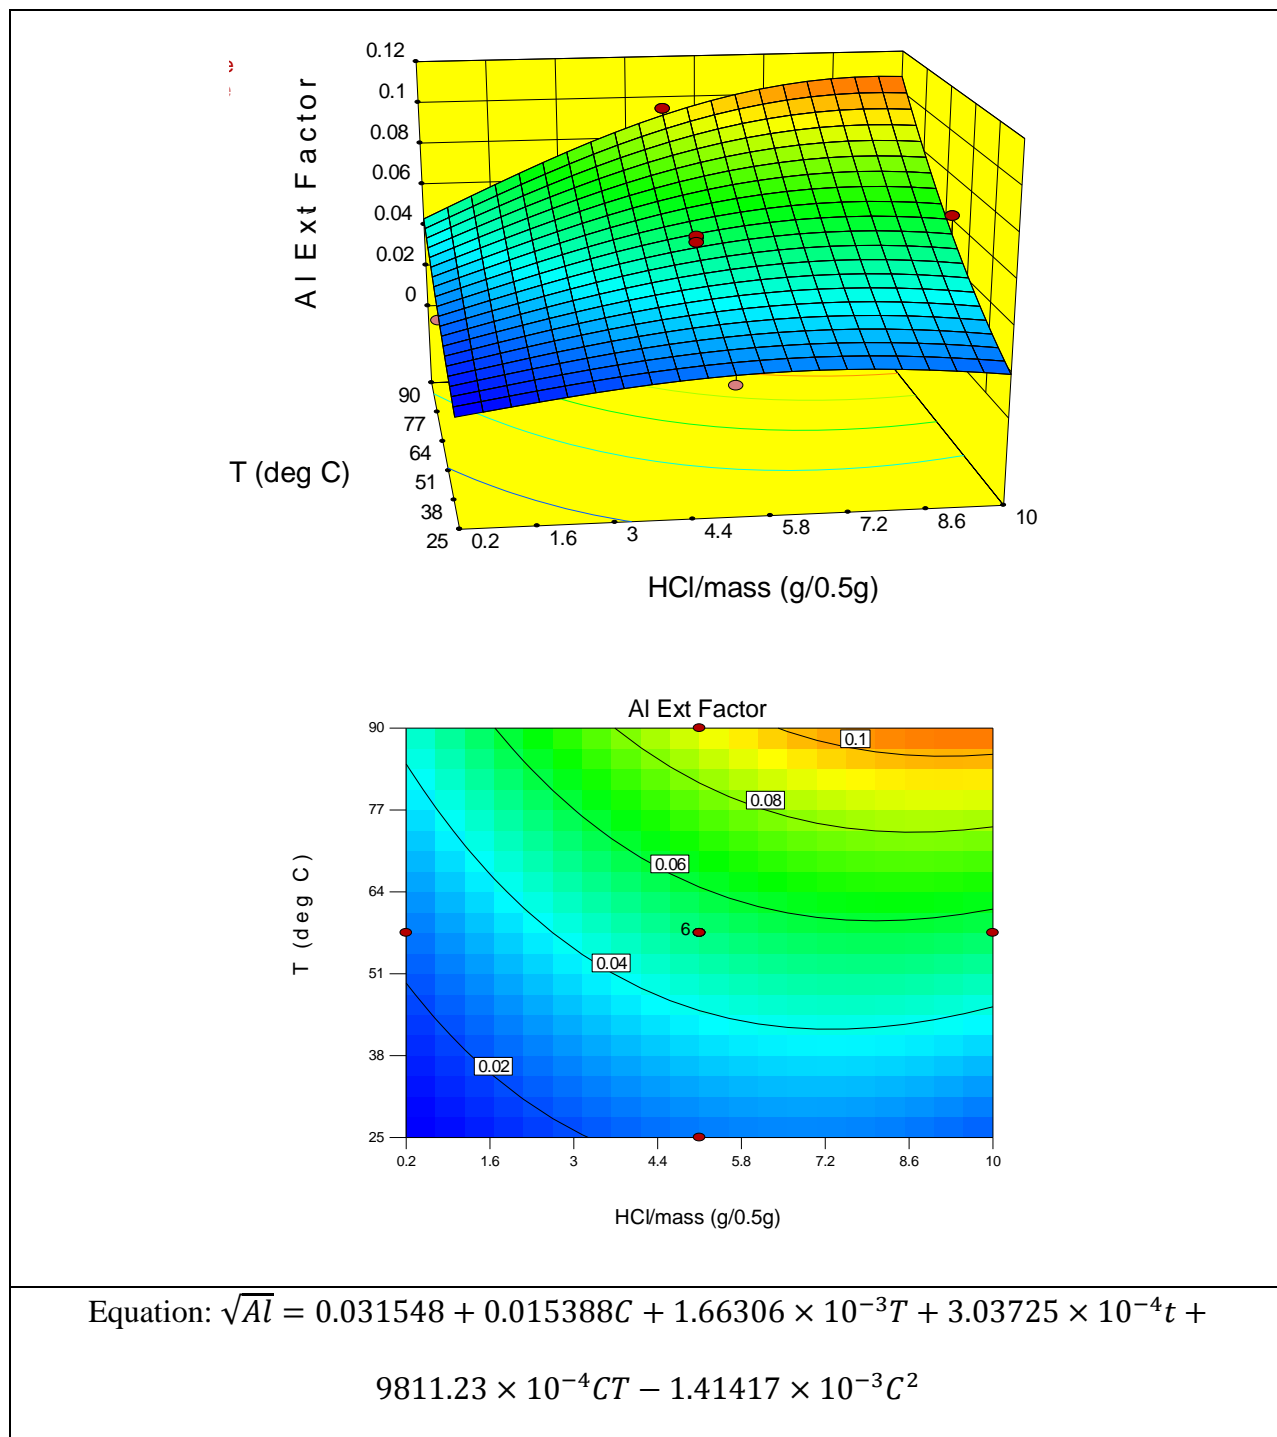 0.12
0.1
0.08
0.06
0.04
0.02
0
Al Ext Factor
90
77
64
51
38
25
T (deg C)
0.2 1.6 3 4.4 5.8 7.2 8.6 10
HCl/mass (g/0.5g)
Al Ext Factor
90
77
64
51
38
25
T (deg C)
0.1
0.08
0.06
6
0.04
0.02
0.2 1.6 3 4.4 5.8 7.2 8.6 10
HCl/mass (g/0.5g)
Equation: √Al = 0.031548 + 0.015388C + 1.66306 × 10⁻³T + 3.03725 × 10⁻⁴t +
9811.23 × 10⁻⁴CT − 1.41417 × 10⁻³C²